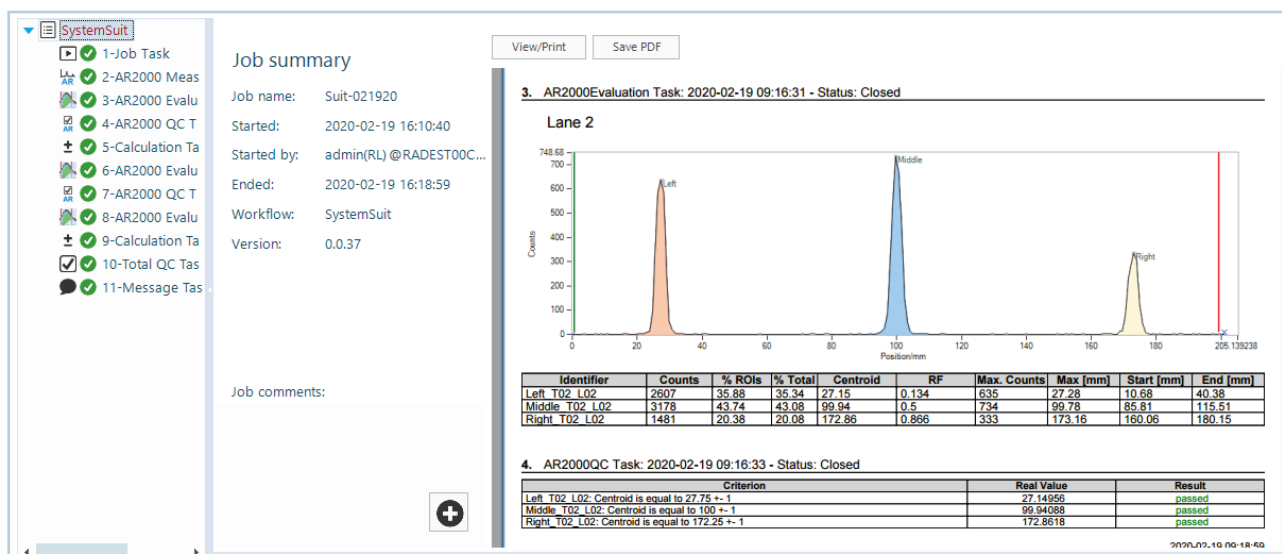 SystemSuit
1-Job Task
2-AR2000 Meas
3-AR2000 Evalu
4-AR2000 QC T
5-Calculation Ta
6-AR2000 Evalu
7-AR2000 QC T
8-AR2000 Evalu
9-Calculation Ta
10-Total QC Tas
11-Message Tas
Job summary
Job name: Suit-021920
Started: 2020-02-19 16:10:40
Started by: admin(RL)@RADEST00C...
Ended: 2020-02-19 16:18:59
Workflow: SystemSuit
Version: 0.0.37
Job comments:
View/Print Save PDF
3. AR2000Evaluation Task: 2020-02-19 09:16:31 - Status: Closed
Lane 2
748.68
700
600
500
400
300
200
100
0
Counts
Left
Middle
Right
0 20 40 60 80 100 120 140 160 180 205.139238
Position/mm
Identifier Counts % ROIs % Total Centroid RF Max. Counts Max [mm] Start [mm] End [mm]
Left_T02_L02 2607 35.88 35.34 27.15 0.134 635 27.28 10.68 40.38
Middle_T02_L02 3178 43.74 43.08 99.94 0.5 734 99.78 85.81 115.51
Right_T02_L02 1481 20.38 20.08 172.86 0.866 333 173.16 160.06 180.15
4. AR2000QC Task: 2020-02-19 09:16:33 - Status: Closed
Criterion Real Value Result
Left_T02_L02: Centroid is equal to 27.75 +- 1 27.14956 passed
Middle_T02_L02: Centroid is equal to 100 +- 1 99.94088 passed
Right_T02_L02: Centroid is equal to 172.25 +- 1 172.8618 passed
2020-02-19 09:18:59